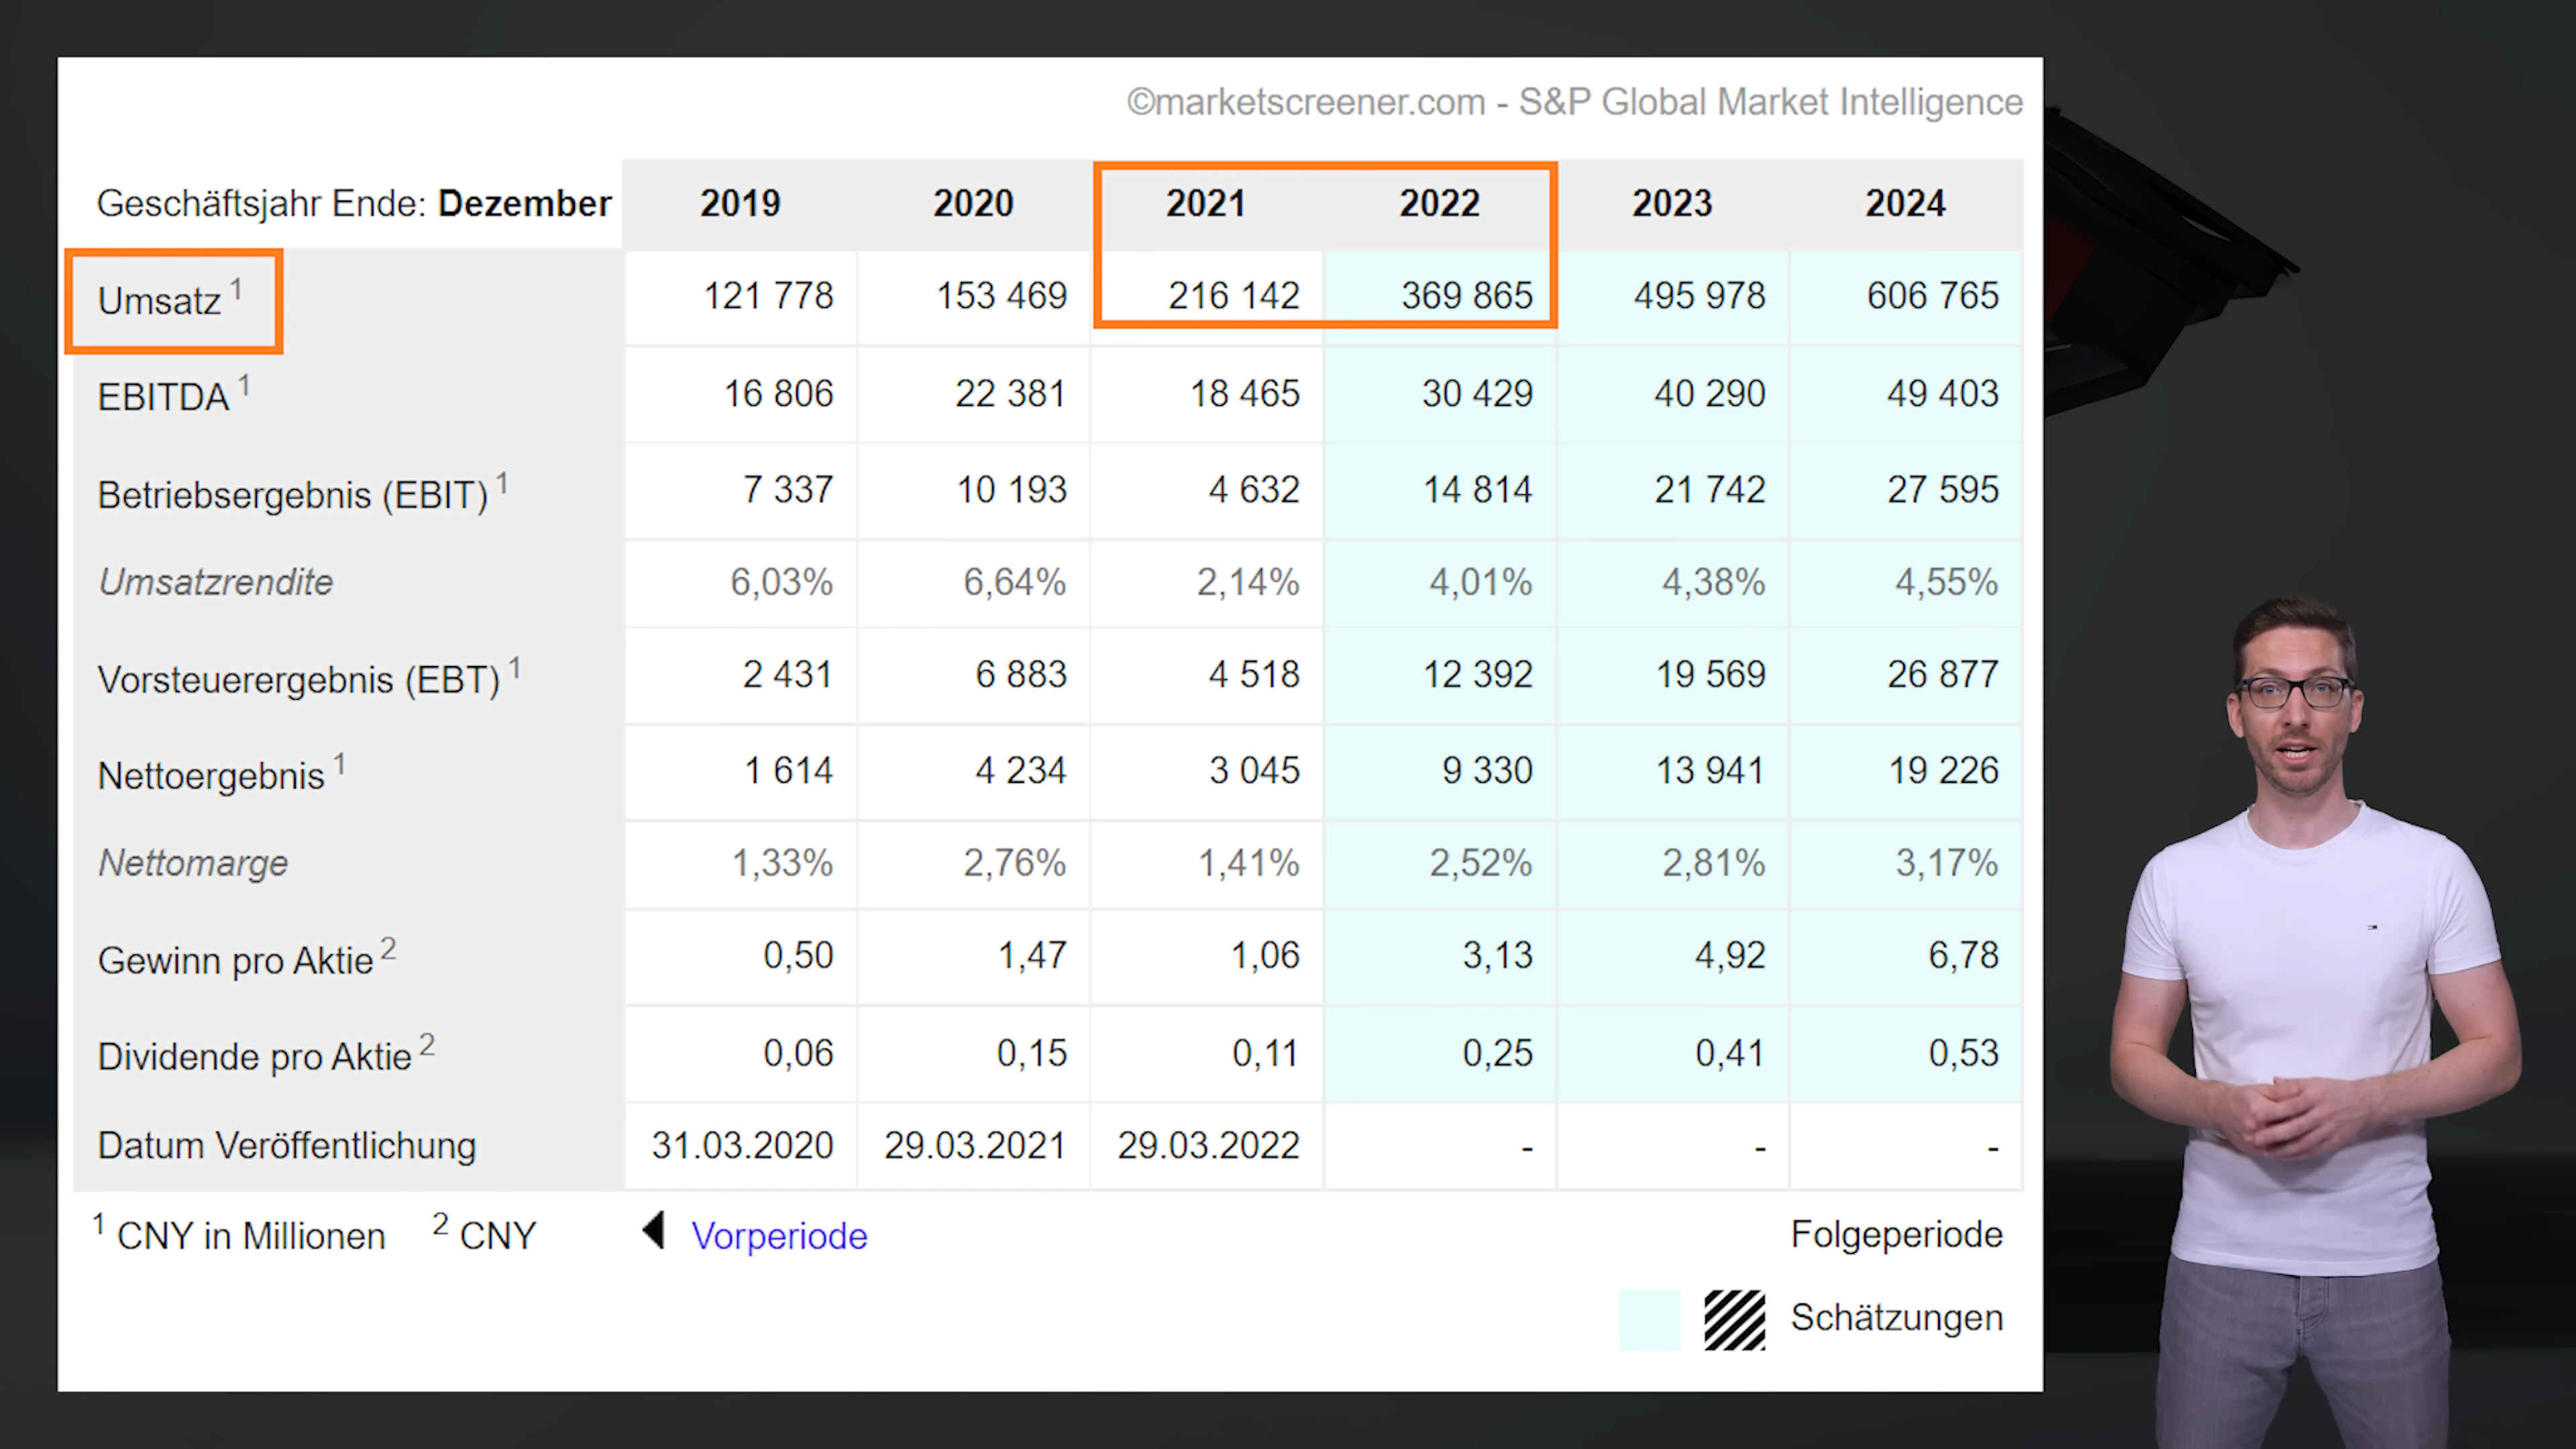 ©marketscreener.com - S&P Global Market Intelligence
Geschäftsjahr Ende: Dezember 2019 2020 2021 2022 2023 2024
Umsatz 1 121 778 153 469 216 142 369 865 495 978 606 765
EBITDA 1 16 806 22 381 18 465 30 429 40 290 49 403
Betriebsergebnis (EBIT) 1 7 337 10 193 4 632 14 814 21 742 27 595
Umsatzrendite 6,03% 6,64% 2,14% 4,01% 4,38% 4,55%
Vorsteuerergebnis (EBT) 1 2 431 6 883 4 518 12 392 19 569 26 877
Nettoergebnis 1 1 614 4 234 3 045 9 330 13 941 19 226
Nettomarge 1,33% 2,76% 1,41% 2,52% 2,81% 3,17%
Gewinn pro Aktie 2 0,50 1,47 1,06 3,13 4,92 6,78
Dividende pro Aktie 2 0,06 0,15 0,11 0,25 0,41 0,53
Datum Veröffentlichung 31.03.2020 29.03.2021 29.03.2022 - - -
1 CNY in Millionen 2 CNY Vorperiode Folgeperiode
Schätzungen